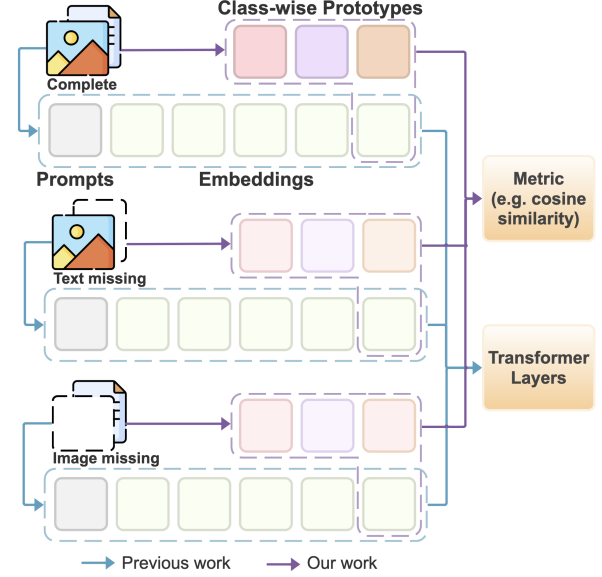 Class-wise Prototypes
Complete
Prompts
Embeddings
Metric
(e.g. cosine
similarity)
Text missing
Transformer
Layers
Image missing
Previous work
Our work